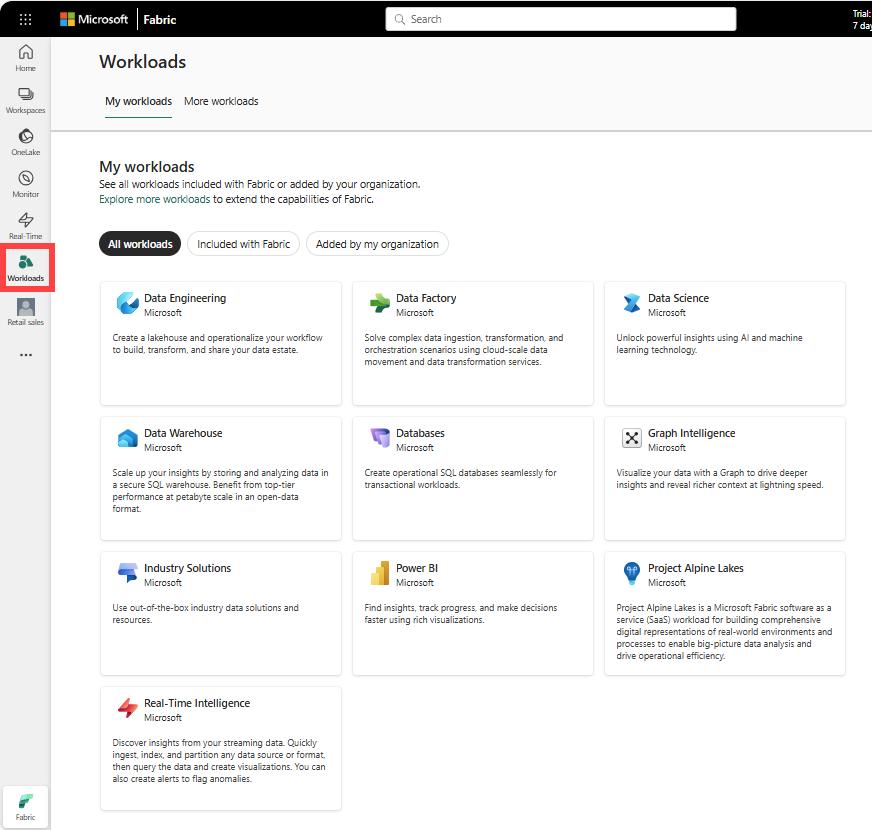 Microsoft Fabric
Search
Trial:
7 day
Home
Workspaces
OneLake
Monitor
Real-Time
Workloads
Retail sales
Fabric
Workloads
My workloads More workloads
My workloads
See all workloads included with Fabric or added by your organization.
Explore more workloads to extend the capabilities of Fabric.
All workloads Included with Fabric Added by my organization
Data Engineering
Microsoft
Create a lakehouse and operationalize your workflow
to build, transform, and share your data estate.
Data Factory
Microsoft
Solve complex data ingestion, transformation, and
orchestration scenarios using cloud-scale data
movement and data transformation services.
Data Science
Microsoft
Unlock powerful insights using AI and machine
learning technology.
Data Warehouse
Microsoft
Scale up your insights by storing and analyzing data in
a secure SQL warehouse. Benefit from top-tier
performance at petabyte scale in an open-data
format.
Databases
Microsoft
Create operational SQL databases seamlessly for
transactional workloads.
Graph Intelligence
Microsoft
Visualize your data with a Graph to drive deeper
insights and reveal richer context at lightning speed.
Industry Solutions
Microsoft
Use out-of-the-box industry data solutions and
resources.
Power BI
Microsoft
Find insights, track progress, and make decisions
faster using rich visualizations.
Project Alpine Lakes
Microsoft
Project Alpine Lakes is a Microsoft Fabric software as a
service (SaaS) workload for building comprehensive
digital representations of real-world environments and
processes to enable big-picture data analysis and
drive operational efficiency.
Real-Time Intelligence
Microsoft
Discover insights from your streaming data. Quickly
ingest, index, and partition any data source or format,
then query the data and create visualizations. You can
also create alerts to flag anomalies.